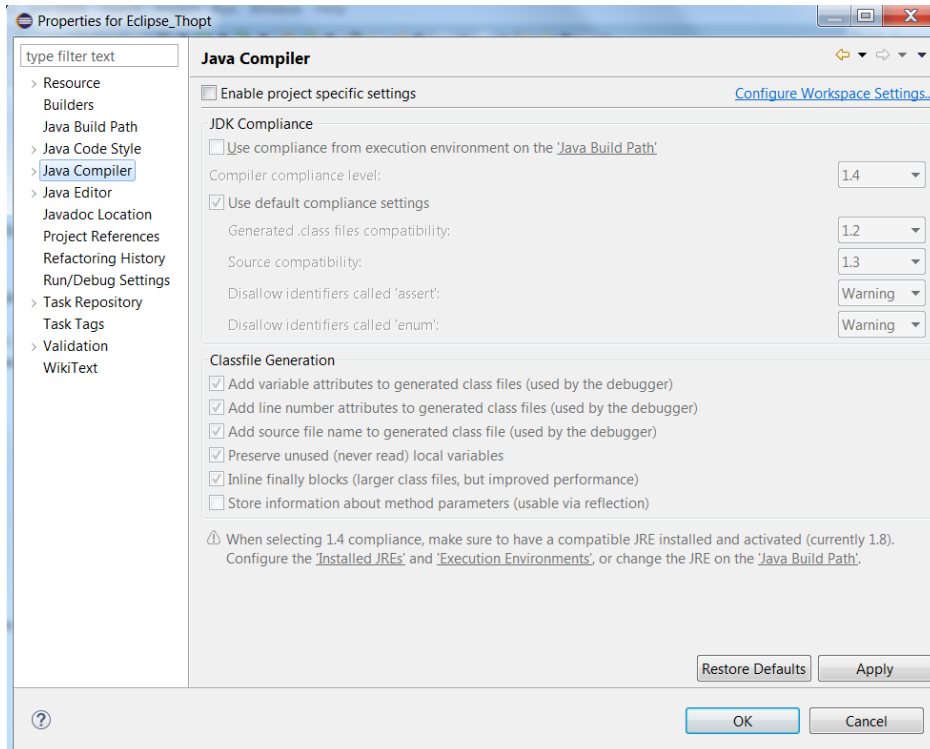 Properties for Eclipse_Thopt
type filter text
Resource
Builders
Java Build Path
Java Code Style
Java Compiler
Java Editor
Javadoc Location
Project References
Refactoring History
Run/Debug Settings
Task Repository
Task Tags
Validation
WikiText
Java Compiler
Enable project specific settings
Configure Workspace Settings..
JDK Compliance
Use compliance from execution environment on the 'Java Build Path'
Compiler compliance level: 1.4
Use default compliance settings
Generated .class files compatibility: 1.2
Source compatibility: 1.3
Disallow identifiers called 'assert': Warning
Disallow identifiers called 'enum': Warning
Classfile Generation
Add variable attributes to generated class files (used by the debugger)
Add line number attributes to generated class files (used by the debugger)
Add source file name to generated class file (used by the debugger)
Preserve unused (never read) local variables
Inline finally blocks (larger class files, but improved performance)
Store information about method parameters (usable via reflection)
When selecting 1.4 compliance, make sure to have a compatible JRE installed and activated (currently 1.8).
Configure the 'Installed JREs' and 'Execution Environments', or change the JRE on the 'Java Build Path'.
Restore Defaults
Apply
OK
Cancel